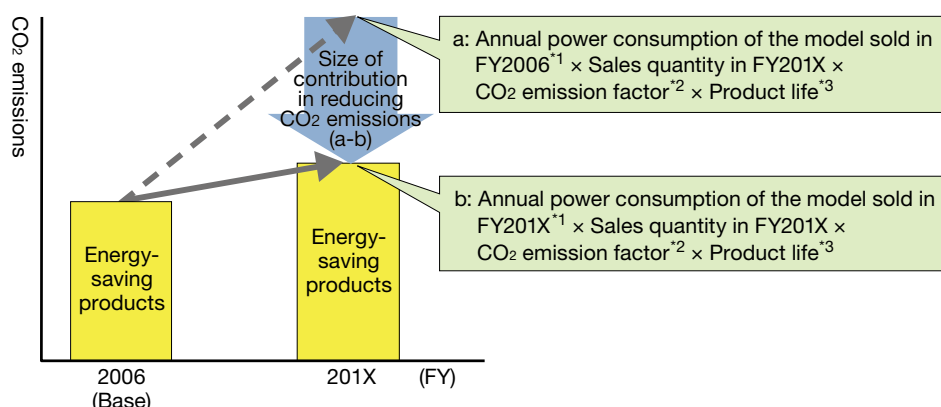 CO2 emissions
Size of
contribution
in reducing
CO2 emissions
(a-b)
a: Annual power consumption of the model sold in
FY2006*1 × Sales quantity in FY201X ×
CO2 emission factor*2 × Product life*3
b: Annual power consumption of the model sold in
FY201X*1 × Sales quantity in FY201X ×
CO2 emission factor*2 × Product life*3
Energy-
saving
products
Energy-
saving
products
2006
(Base)
201X
(FY)